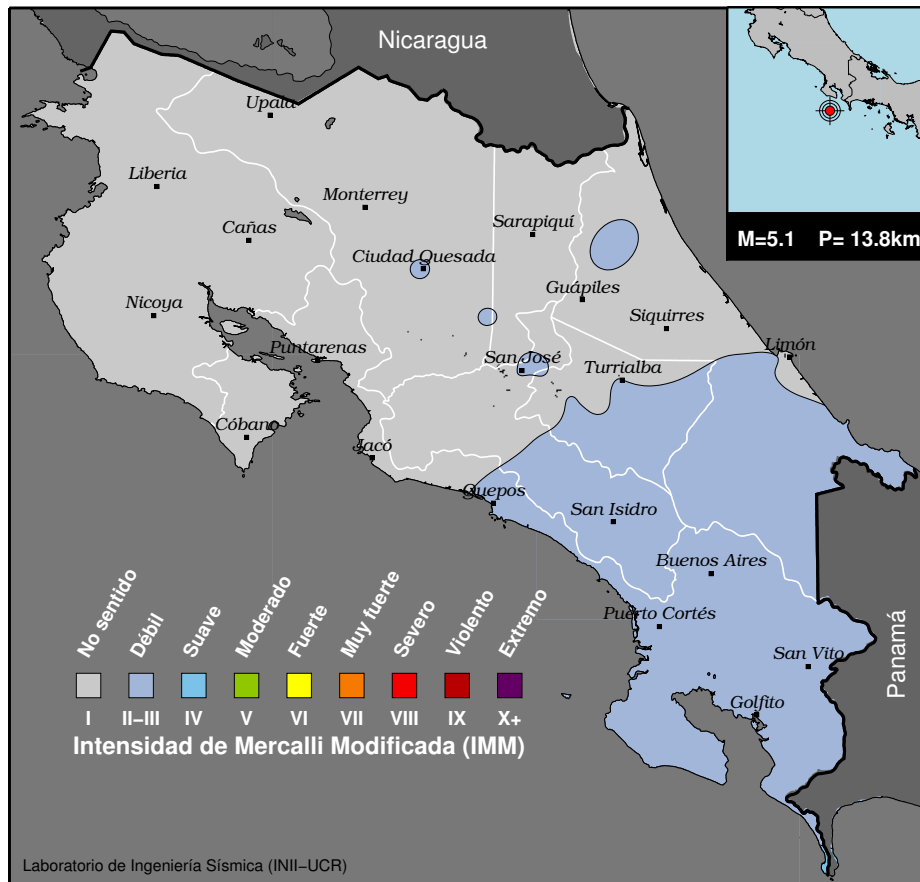 Nicaragua
Upala
Liberia
Monterrey
Cañas
Sarapiquí
M=5.1 P= 13.8km
Ciudad Quesada
Guápiles
Nicoya
Siquirres
Puntarenas
San José
Limón
Turrialba
Cóbano
Jacó
Quepos
San Isidro
Buenos Aires
Puerto Cortés
San Vito
Golfito
Panamá
No sentido
Débil
Suave
Moderado
Fuerte
Muy fuerte
Severo
Violento
Extremo
I II–III IV V VI VII VIII IX X+
Intensidad de Mercalli Modificada (IMM)
Laboratorio de Ingeniería Sísmica (INII–UCR)